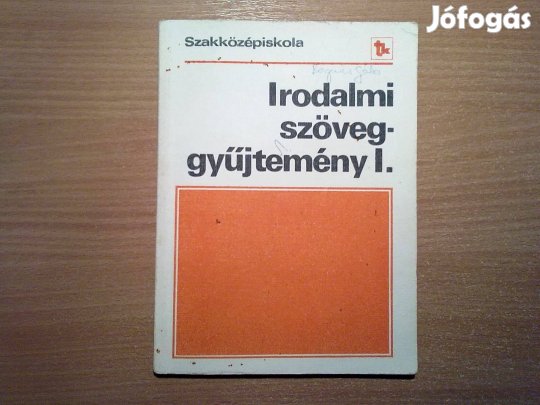 Jófogás
Szakközépiskola
tk
Irodalmi
szöveg-
gyűjtemény I.